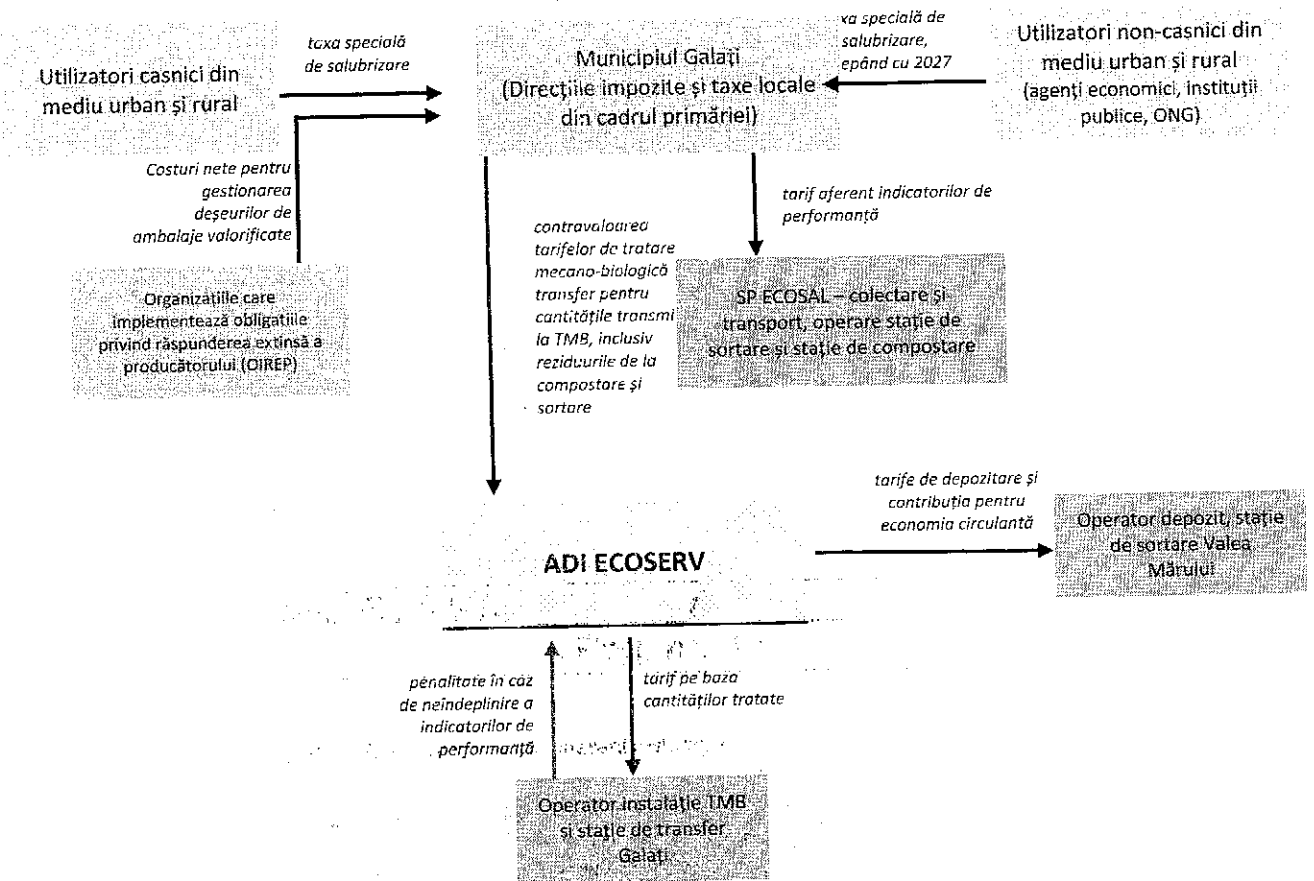 Utilizatori casnici din
mediu urban și rural
taxa specială
de salubrizare
Municipiul Galați
(Direcțiile impozite și taxe locale
din cadrul primăriei)
xa specială de
salubrizare,
epând cu 2027
Utilizatori non-casnici din
mediu urban și rural
(agenți economici, instituții
publice, ONG)
Costuri nete pentru
gestionarea
deșeurilor de
ambalaje valorificate
Organizațiile care
implementează obligațiile
privind răspunderea extinsă a
producătorului (OIREP)
contravaloarea
tarifelor de tratare
mecano-biologică
transfer pentru
cantitățile transmi
la TMB, inclusiv
reziduurile de la
compostare și
sortare
tarif aferent indicatorilor de
performanță
SP ECOSAL – colectare și
transport, operare stație de
sortare și stație de compostare
ADI ECOSERV
tarife de depozitare și
contribuția pentru
economia circulantă
Operator depozit, stație
de sortare Valea
Mărului
penalitate în caz
de neîndeplinire a
indicatorilor de
performanță
tarif pe baza
cantităților tratate
Operator instalație TMB
și stație de transfer
Galați